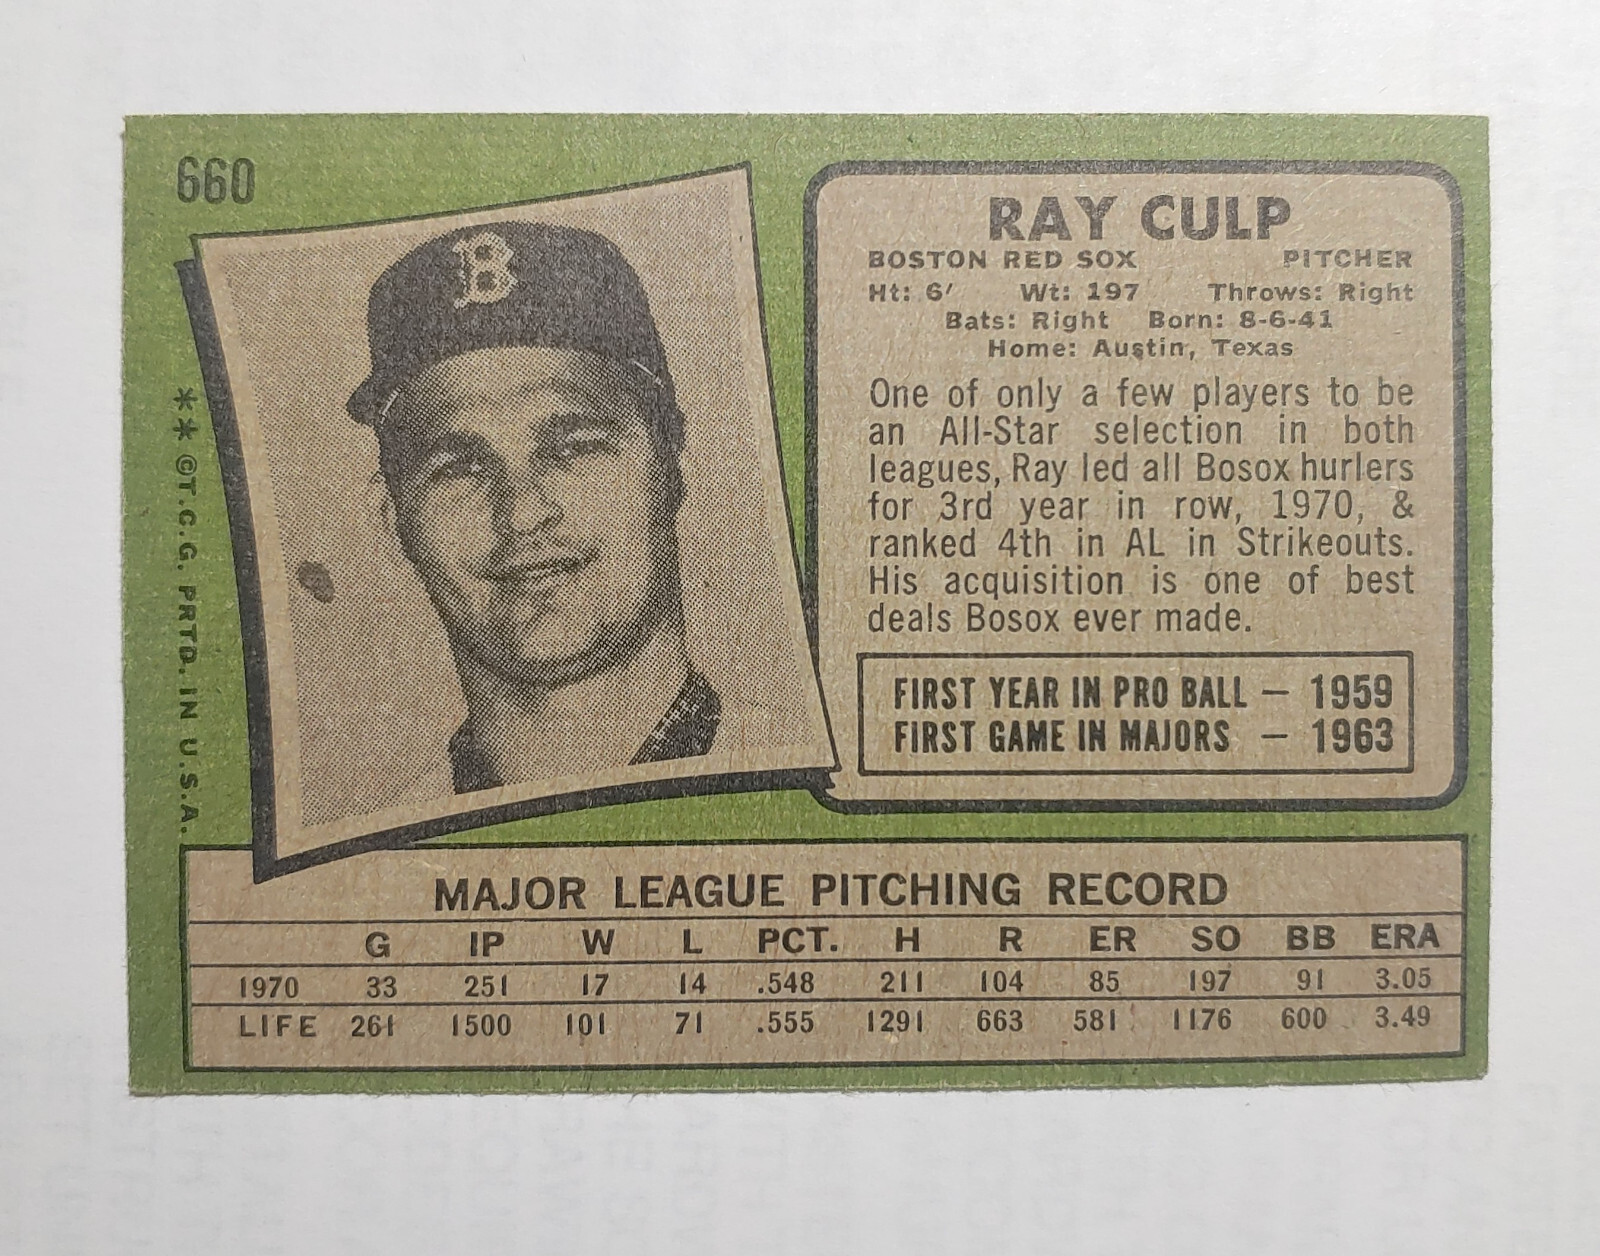 660
B
** ©T.C.G. PRTD. IN U.S.A.
RAY CULP
BOSTON RED SOX PITCHER
Ht: 6' Wt: 197 Throws: Right
Bats: Right Born: 8-6-41
Home: Austin, Texas
One of only a few players to be
an All-Star selection in both
leagues, Ray led all Bosox hurlers
for 3rd year in row, 1970, &
ranked 4th in AL in Strikeouts.
His acquisition is one of best
deals Bosox ever made.
FIRST YEAR IN PRO BALL — 1959
FIRST GAME IN MAJORS — 1963
MAJOR LEAGUE PITCHING RECORD
G IP W L PCT. H R ER SO BB ERA
1970 33 251 17 14 .548 211 104 85 197 91 3.05
LIFE 261 1500 101 71 .555 1291 663 581 1176 600 3.49